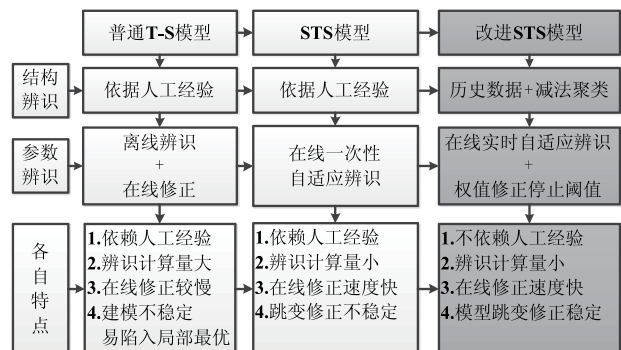 普通T-S模型
STS模型
改进STS模型
结构
辨识
依据人工经验
依据人工经验
历史数据+减法聚类
参数
辨识
离线辨识
+
在线修正
在线一次性
自适应辨识
在线实时自适应辨识
+
权值修正停止阈值
各
自
特
点
1.依赖人工经验
2.辨识计算量大
3.在线修正较慢
4.建模不稳定
易陷入局部最优
1.依赖人工经验
2.辨识计算量小
3.在线修正速度快
4.跳变修正不稳定
1.不依赖人工经验
2.辨识计算量小
3.在线修正速度快
4.模型跳变修正稳定